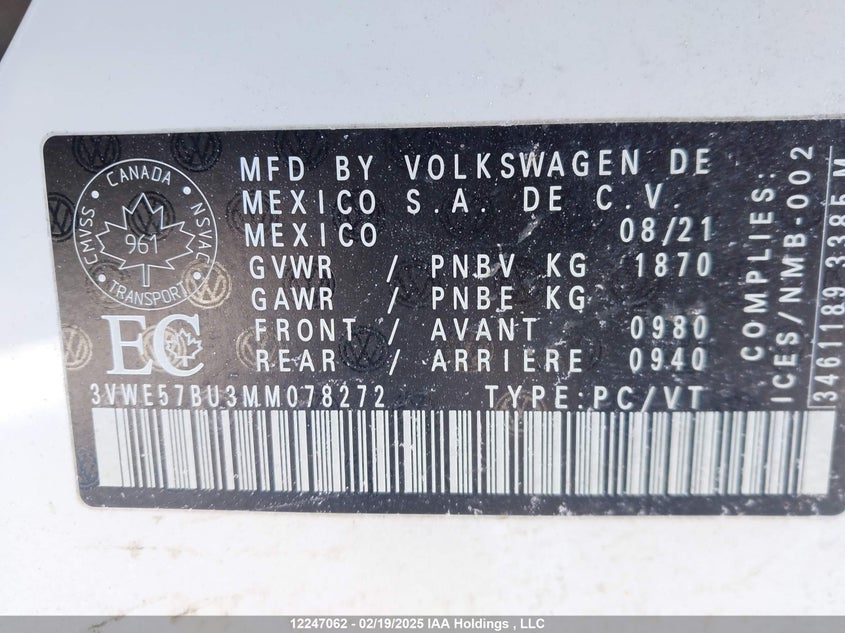 MFD BY VOLKSWAGEN DE
MEXICO S.A. DE C.V.
MEXICO 08/21
GVWR / PNBV KG 1870
GAWR / PNBE KG
FRONT / AVANT 0980
REAR / ARRIERE 0940
3VWE57BU3MM078272 TYPE:PC/VT
CANADA
CMVSS
NSVAC
961
TRANSPORT
EC
COMPLIES:
ICES/NMB-002
3461189 3385 M
12247062 - 02/19/2025 IAA Holdings , LLC